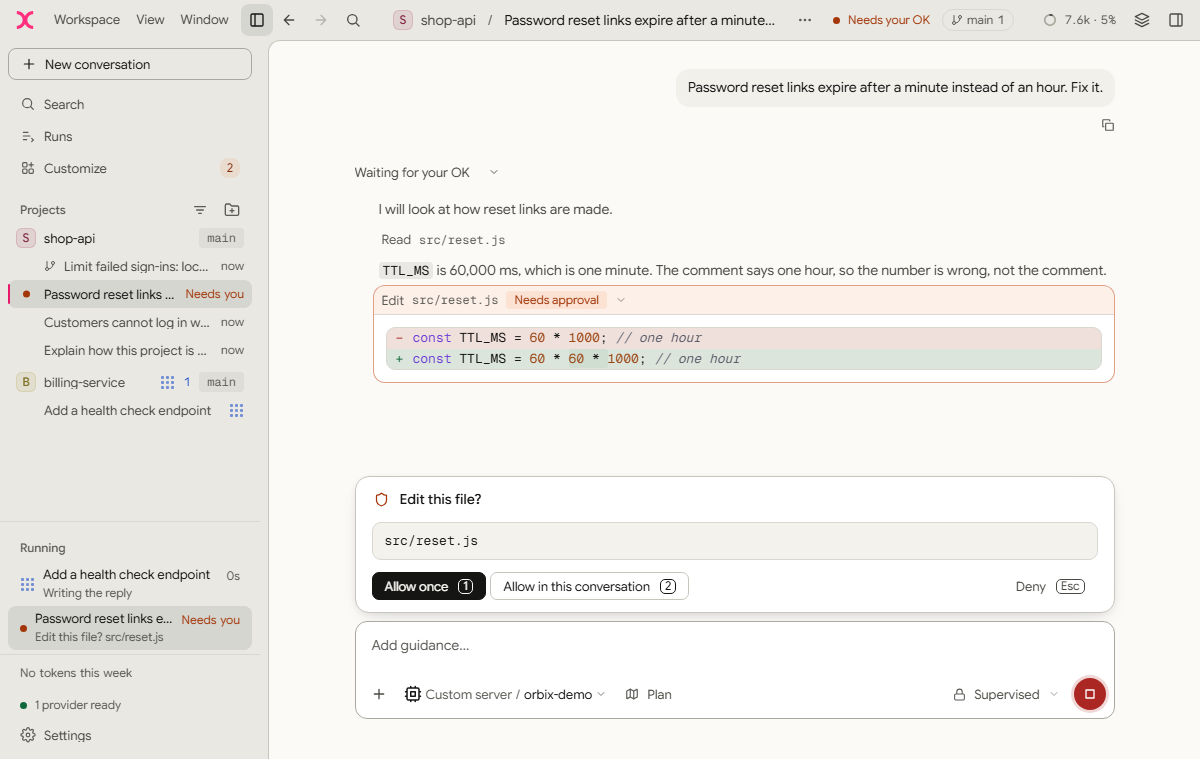 Workspace View Window
S shop-api / Password reset links expire after a minute... ••• Needs your OK main 1 7.6k · 5%
New conversation
Search
Runs
Customize 2
Projects
S shop-api main
Limit failed sign-ins: loc... now
Password reset links ... Needs you
Customers cannot log in w... now
Explain how this project is ... now
B billing-service 1 main
Add a health check endpoint
Running
Add a health check endpoint 0s
Writing the reply
Password reset links e... Needs you
Edit this file? src/reset.js
No tokens this week
1 provider ready
Settings
Password reset links expire after a minute instead of an hour. Fix it.
Waiting for your OK
I will look at how reset links are made.
Read src/reset.js
TTL_MS is 60,000 ms, which is one minute. The comment says one hour, so the number is wrong, not the comment.
Edit src/reset.js Needs approval
- const TTL_MS = 60 * 1000; // one hour
+ const TTL_MS = 60 * 60 * 1000; // one hour
Edit this file?
src/reset.js
Allow once 1 Allow in this conversation 2 Deny Esc
Add guidance...
Custom server / orbix-demo Plan Supervised